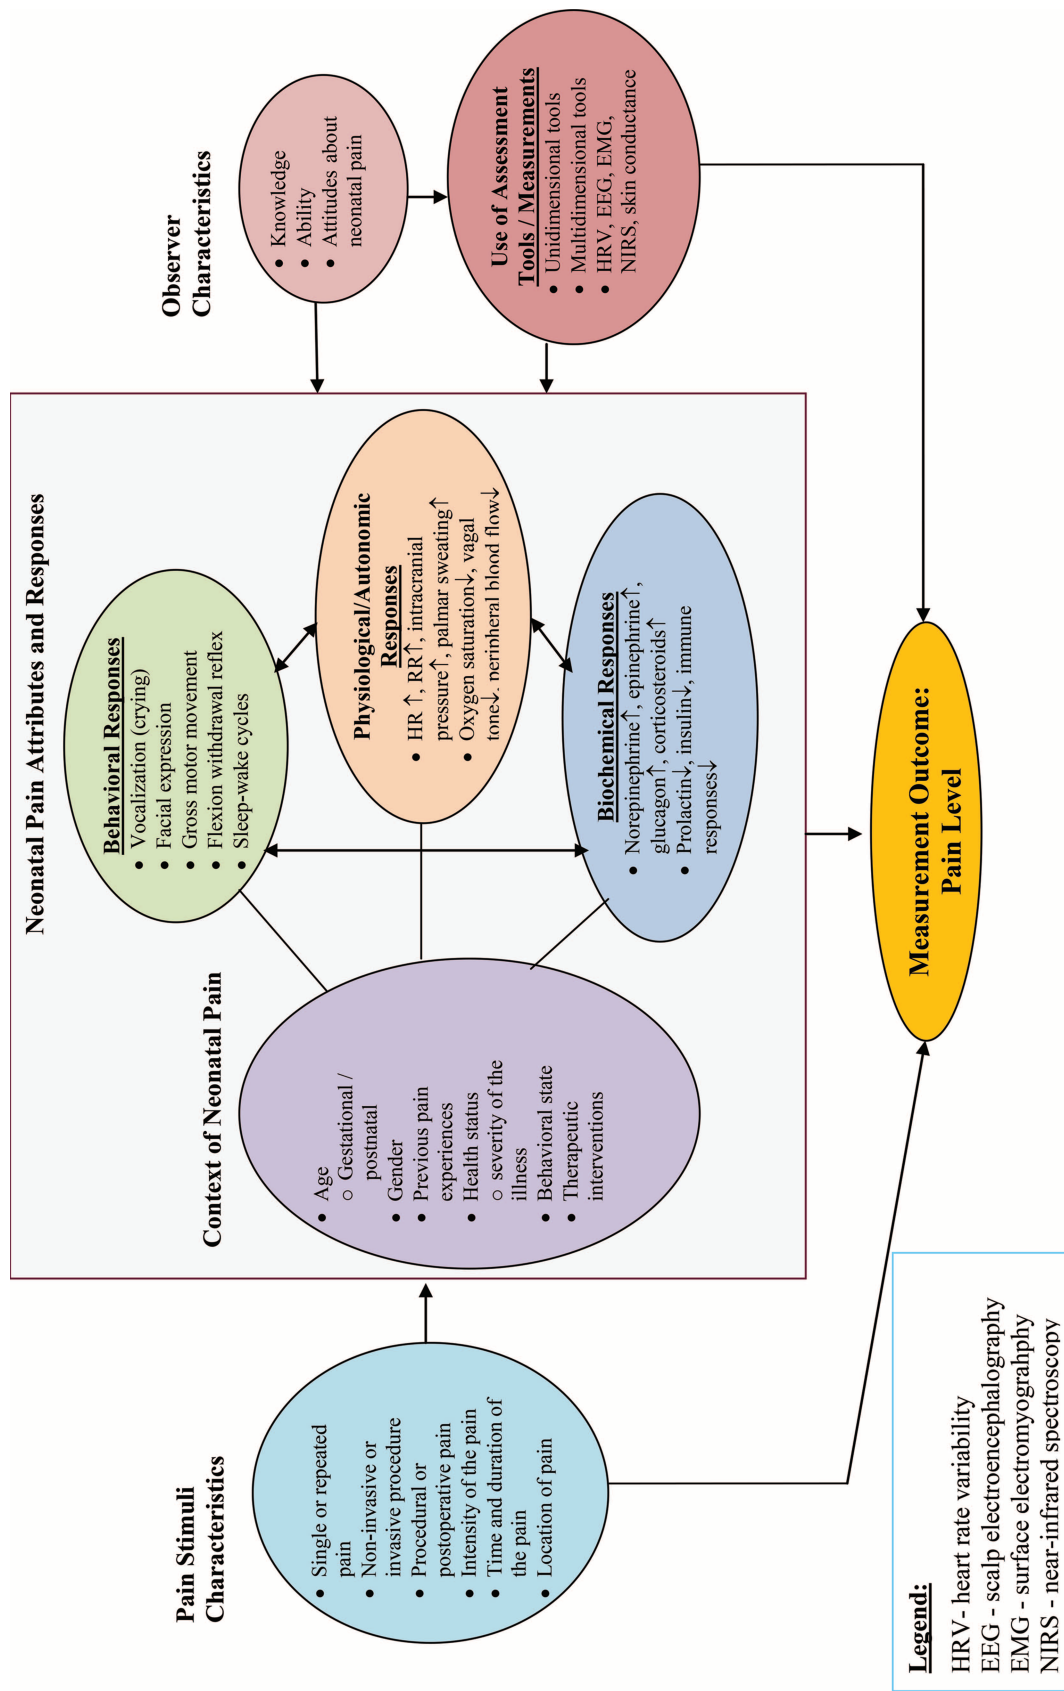 Neonatal Pain Attributes and Responses
Pain Stimuli
Characteristics
• Single or repeated
pain
• Non-invasive or
invasive procedure
• Procedural or
postoperative pain
• Intensity of the pain
• Time and duration of
the pain
• Location of pain
Context of Neonatal Pain
• Age
○ Gestational /
postnatal
• Gender
• Previous pain
experiences
• Health status
○ severity of the
illness
• Behavioral state
• Therapeutic
interventions
Behavioral Responses
• Vocalization (crying)
• Facial expression
• Gross motor movement
• Flexion withdrawal reflex
• Sleep-wake cycles
Physiological/Autonomic
Responses
• HR ↑, RR↑, intracranial
pressure↑, palmar sweating↑
• Oxygen saturation↓, vagal
tone↓, peripheral blood flow↓
Biochemical Responses
• Norepinephrine↑, epinephrine↑,
glucagon↑, corticosteroids↑
• Prolactin↓, insulin↓, immune
responses↓
Observer
Characteristics
• Knowledge
• Ability
• Attitudes about
neonatal pain
Use of Assessment
Tools / Measurements
• Unidimensional tools
• Multidimensional tools
• HRV, EEG, EMG,
NIRS, skin conductance
Measurement Outcome:
Pain Level
Legend:
HRV- heart rate variability
EEG - scalp electroencephalography
EMG - surface electromyograhphy
NIRS - near-infrared spectroscopy